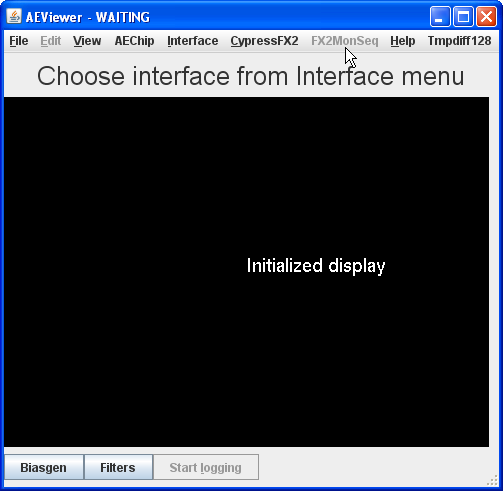 AEViewer - WAITING
File Edit View AEChip Interface CypressFX2 FX2MonSeq Help Tmpdiff128
Choose interface from Interface menu
Initialized display
Biasgen Filters Start logging